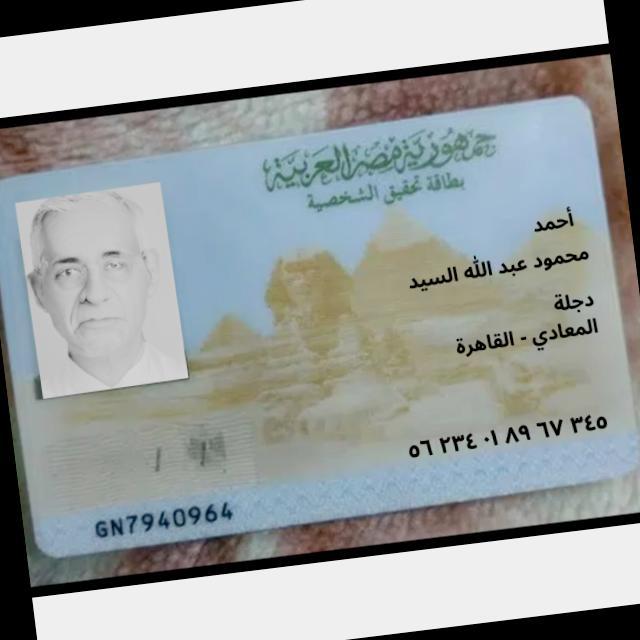 جمهورية مصر العربية
بطاقة تحقيق الشخصية
أحمد
محمود عبد الله السيد
دجلة
المعادي - القاهرة
٥٦ ٢٣٤ ٠١ ٨٩ ٦٧ ٣٤٥
GN7940964